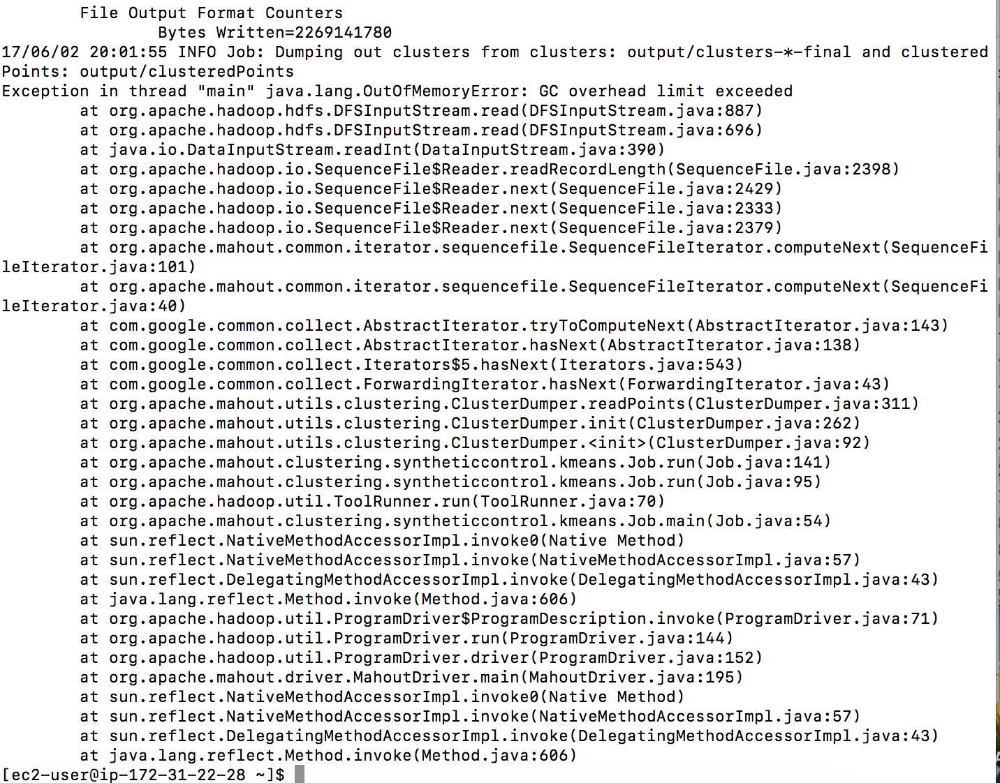 File Output Format Counters
Bytes Written=2269141780
17/06/02 20:01:55 INFO Job: Dumping out clusters from clusters: output/clusters-*-final and clustered
Points: output/clusteredPoints
Exception in thread "main" java.lang.OutOfMemoryError: GC overhead limit exceeded
at org.apache.hadoop.hdfs.DFSInputStream.read(DFSInputStream.java:887)
at org.apache.hadoop.hdfs.DFSInputStream.read(DFSInputStream.java:696)
at java.io.DataInputStream.readInt(DataInputStream.java:390)
at org.apache.hadoop.io.SequenceFile$Reader.readRecordLength(SequenceFile.java:2398)
at org.apache.hadoop.io.SequenceFile$Reader.next(SequenceFile.java:2429)
at org.apache.hadoop.io.SequenceFile$Reader.next(SequenceFile.java:2333)
at org.apache.hadoop.io.SequenceFile$Reader.next(SequenceFile.java:2379)
at org.apache.mahout.common.iterator.sequencefile.SequenceFileIterator.computeNext(SequenceFi
leIterator.java:101)
at org.apache.mahout.common.iterator.sequencefile.SequenceFileIterator.computeNext(SequenceFi
leIterator.java:40)
at com.google.common.collect.AbstractIterator.tryToComputeNext(AbstractIterator.java:143)
at com.google.common.collect.AbstractIterator.hasNext(AbstractIterator.java:138)
at com.google.common.collect.Iterators$5.hasNext(Iterators.java:543)
at com.google.common.collect.ForwardingIterator.hasNext(ForwardingIterator.java:43)
at org.apache.mahout.utils.clustering.ClusterDumper.readPoints(ClusterDumper.java:311)
at org.apache.mahout.utils.clustering.ClusterDumper.init(ClusterDumper.java:262)
at org.apache.mahout.utils.clustering.ClusterDumper.<init>(ClusterDumper.java:92)
at org.apache.mahout.clustering.syntheticcontrol.kmeans.Job.run(Job.java:141)
at org.apache.mahout.clustering.syntheticcontrol.kmeans.Job.run(Job.java:95)
at org.apache.hadoop.util.ToolRunner.run(ToolRunner.java:70)
at org.apache.mahout.clustering.syntheticcontrol.kmeans.Job.main(Job.java:54)
at sun.reflect.NativeMethodAccessorImpl.invoke0(Native Method)
at sun.reflect.NativeMethodAccessorImpl.invoke(NativeMethodAccessorImpl.java:57)
at sun.reflect.DelegatingMethodAccessorImpl.invoke(DelegatingMethodAccessorImpl.java:43)
at java.lang.reflect.Method.invoke(Method.java:606)
at org.apache.hadoop.util.ProgramDriver$ProgramDescription.invoke(ProgramDriver.java:71)
at org.apache.hadoop.util.ProgramDriver.run(ProgramDriver.java:144)
at org.apache.hadoop.util.ProgramDriver.driver(ProgramDriver.java:152)
at org.apache.mahout.driver.MahoutDriver.main(MahoutDriver.java:195)
at sun.reflect.NativeMethodAccessorImpl.invoke0(Native Method)
at sun.reflect.NativeMethodAccessorImpl.invoke(NativeMethodAccessorImpl.java:57)
at sun.reflect.DelegatingMethodAccessorImpl.invoke(DelegatingMethodAccessorImpl.java:43)
at java.lang.reflect.Method.invoke(Method.java:606)
[ec2-user@ip-172-31-22-28 ~]$